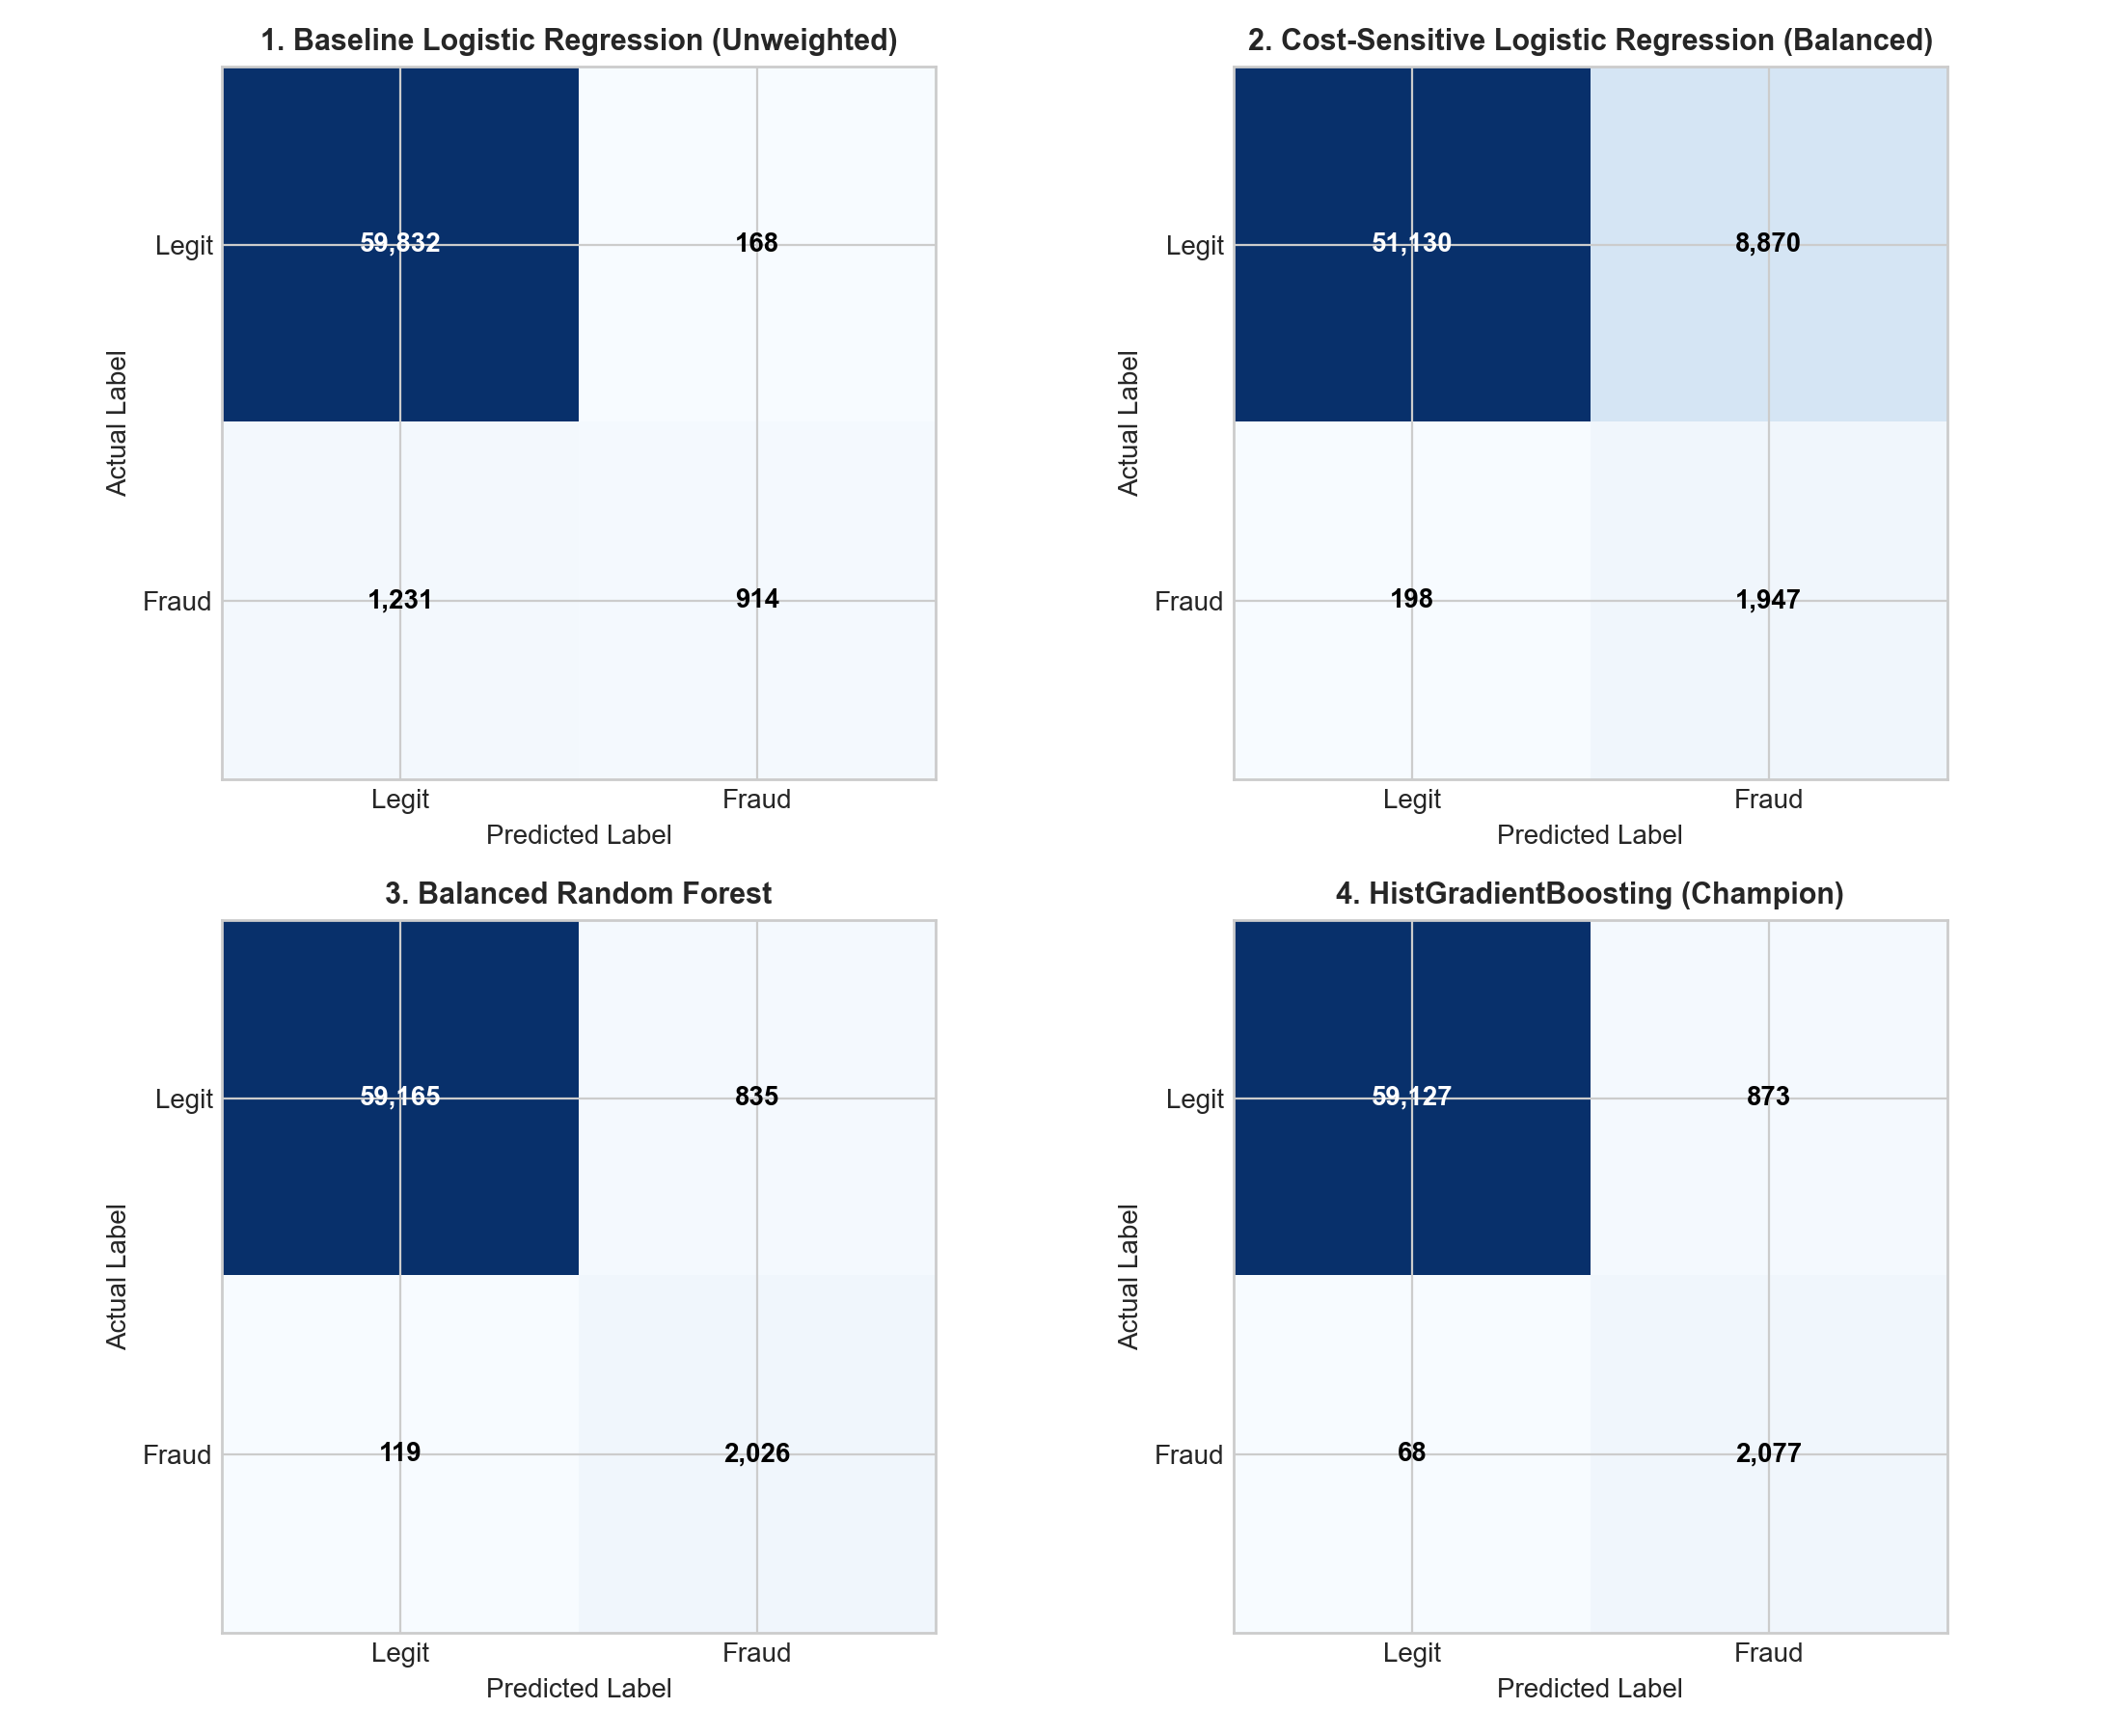 1. Baseline Logistic Regression (Unweighted)
Actual Label
Legit
59,832
168
Fraud
1,231
914
Legit
Fraud
Predicted Label
2. Cost-Sensitive Logistic Regression (Balanced)
Actual Label
Legit
51,130
8,870
Fraud
198
1,947
Legit
Fraud
Predicted Label
3. Balanced Random Forest
Actual Label
Legit
59,165
835
Fraud
119
2,026
Legit
Fraud
Predicted Label
4. HistGradientBoosting (Champion)
Actual Label
Legit
59,127
873
Fraud
68
2,077
Legit
Fraud
Predicted Label